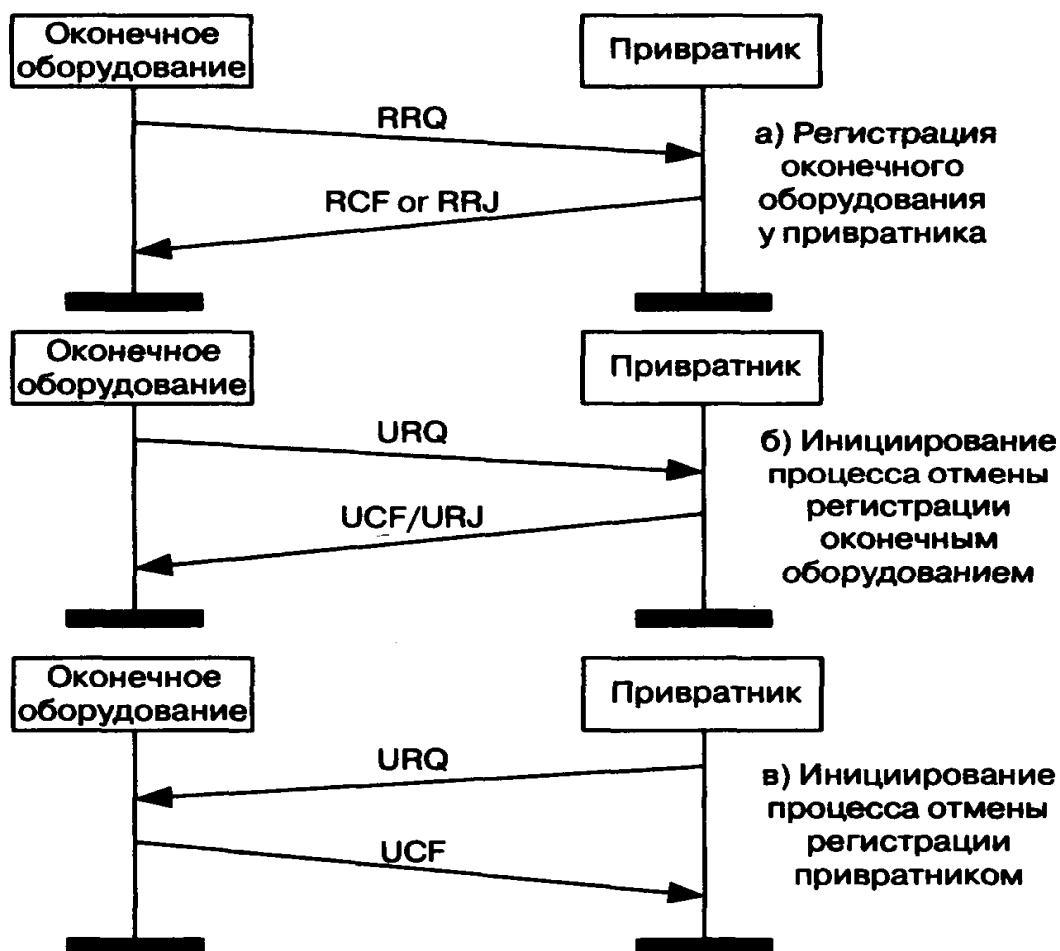 Оконечное
оборудование
Привратник
RRQ
RCF or RRJ
а) Регистрация
оконечного
оборудования
у привратника
Оконечное
оборудование
Привратник
URQ
UCF/URJ
б) Инициирование
процесса отмены
регистрации
оконечным
оборудованием
Оконечное
оборудование
Привратник
URQ
UCF
в) Инициирование
процесса отмены
регистрации
привратником